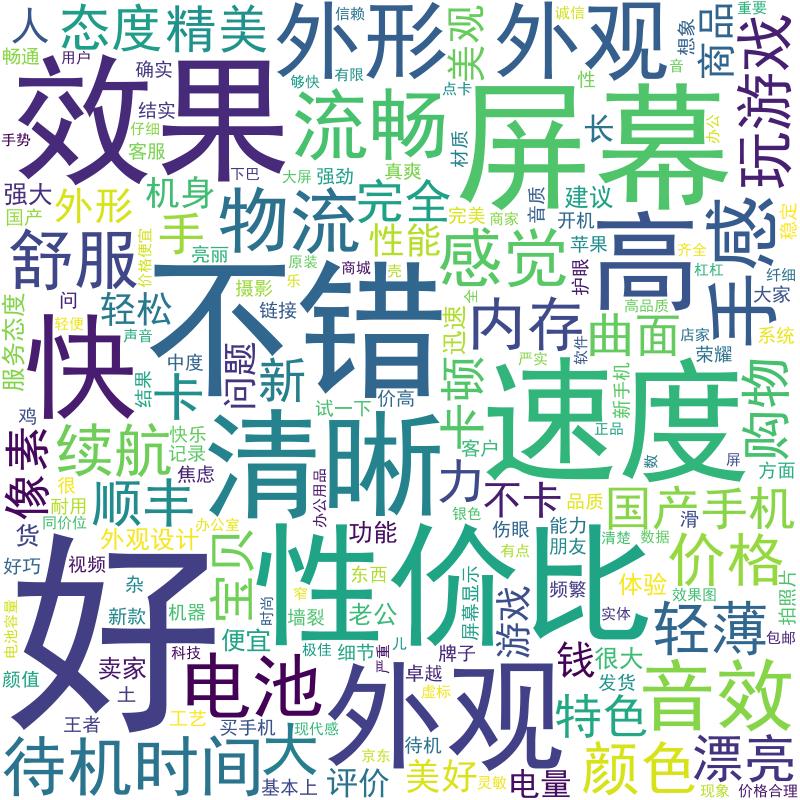 人
态度精美
外形
信赖
外观
诚信
重要
畅通
用户
确实
够快
有限
美观
想象
商品
玩游戏
效果
流畅
点卡
性
音
屏幕
办公
手势
结实
仔细
客服
下巴
大屏
强劲
真爽
材质
长
强大
国产
外形
机身
手
物流
完全
性能
完美
商家
音质
开机
建议
苹果
护眼
高
手感
稳定
齐全
杠杠
纤细
大家
舒服
价格便宜
亮丽
摄影
原装
乐
商城
壳
感觉
服务态度
问
轻便
声音
轻松
不错
链接
全
迅速
内存
严实
软件
曲面
高品质
店家
荣耀
系统
快
中度
问题
新
价高
试一下
卡顿
新手机
正品
购物
鸡
结果
卡
快乐
记录
焦虑
清晰
客户
速度
数
屏
方面
像素
续航
很
耐用
同价位
顺丰
办公用品
力
银色
不卡
品质
国产手机
滑
货
外观设计
办公室
功能
伤眼
能力
朋友
有点
清楚
数据
好巧
视频
杂
宝贝
时尚
窄
性价比
东西
屏幕显示
频繁
体验
价格
效果图
拍照片
电池容量
好
新款
机器
墙裂
老公
游戏
实体
轻薄
包邮
颜值
卖家
土
科技
便宜
极佳
细节
严重
儿
牌子
卓越
虚标
钱
很大
发货
音效
王者
工艺
电池
买手机
现代感
外观
特色
待机时间
大
基本上
京东
评价
待机
美好
灵敏
电量
颜色
漂亮
现象
价格合理